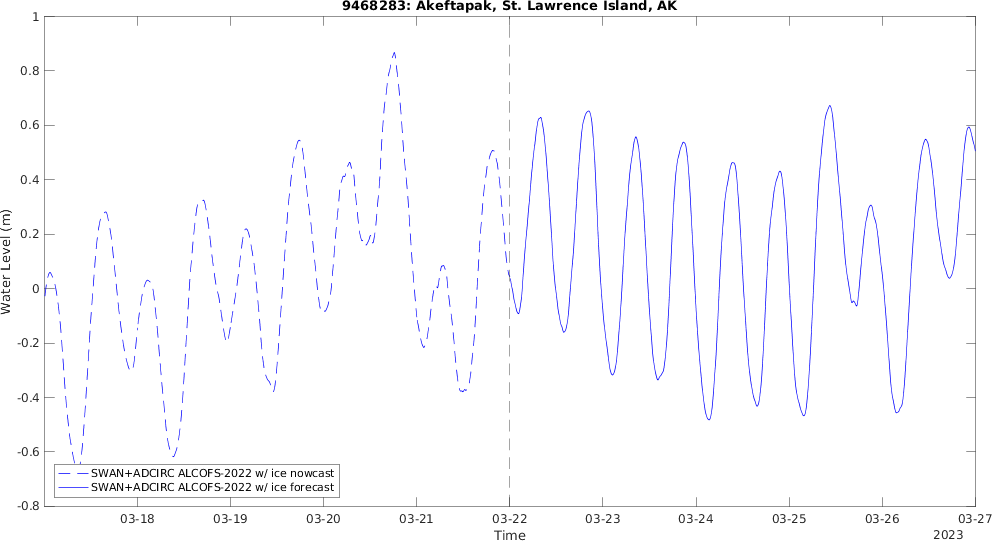 9468283: Akeftapak, St. Lawrence Island, AK
1
0.8
0.6
0.4
0.2
0
-0.2
-0.4
-0.6
-0.8
Water Level (m)
SWAN+ADCIRC ALCOFS-2022 w/ ice nowcast
SWAN+ADCIRC ALCOFS-2022 w/ ice forecast
03-18 03-19 03-20 03-21 03-22 03-23 03-24 03-25 03-26 03-27
Time
2023